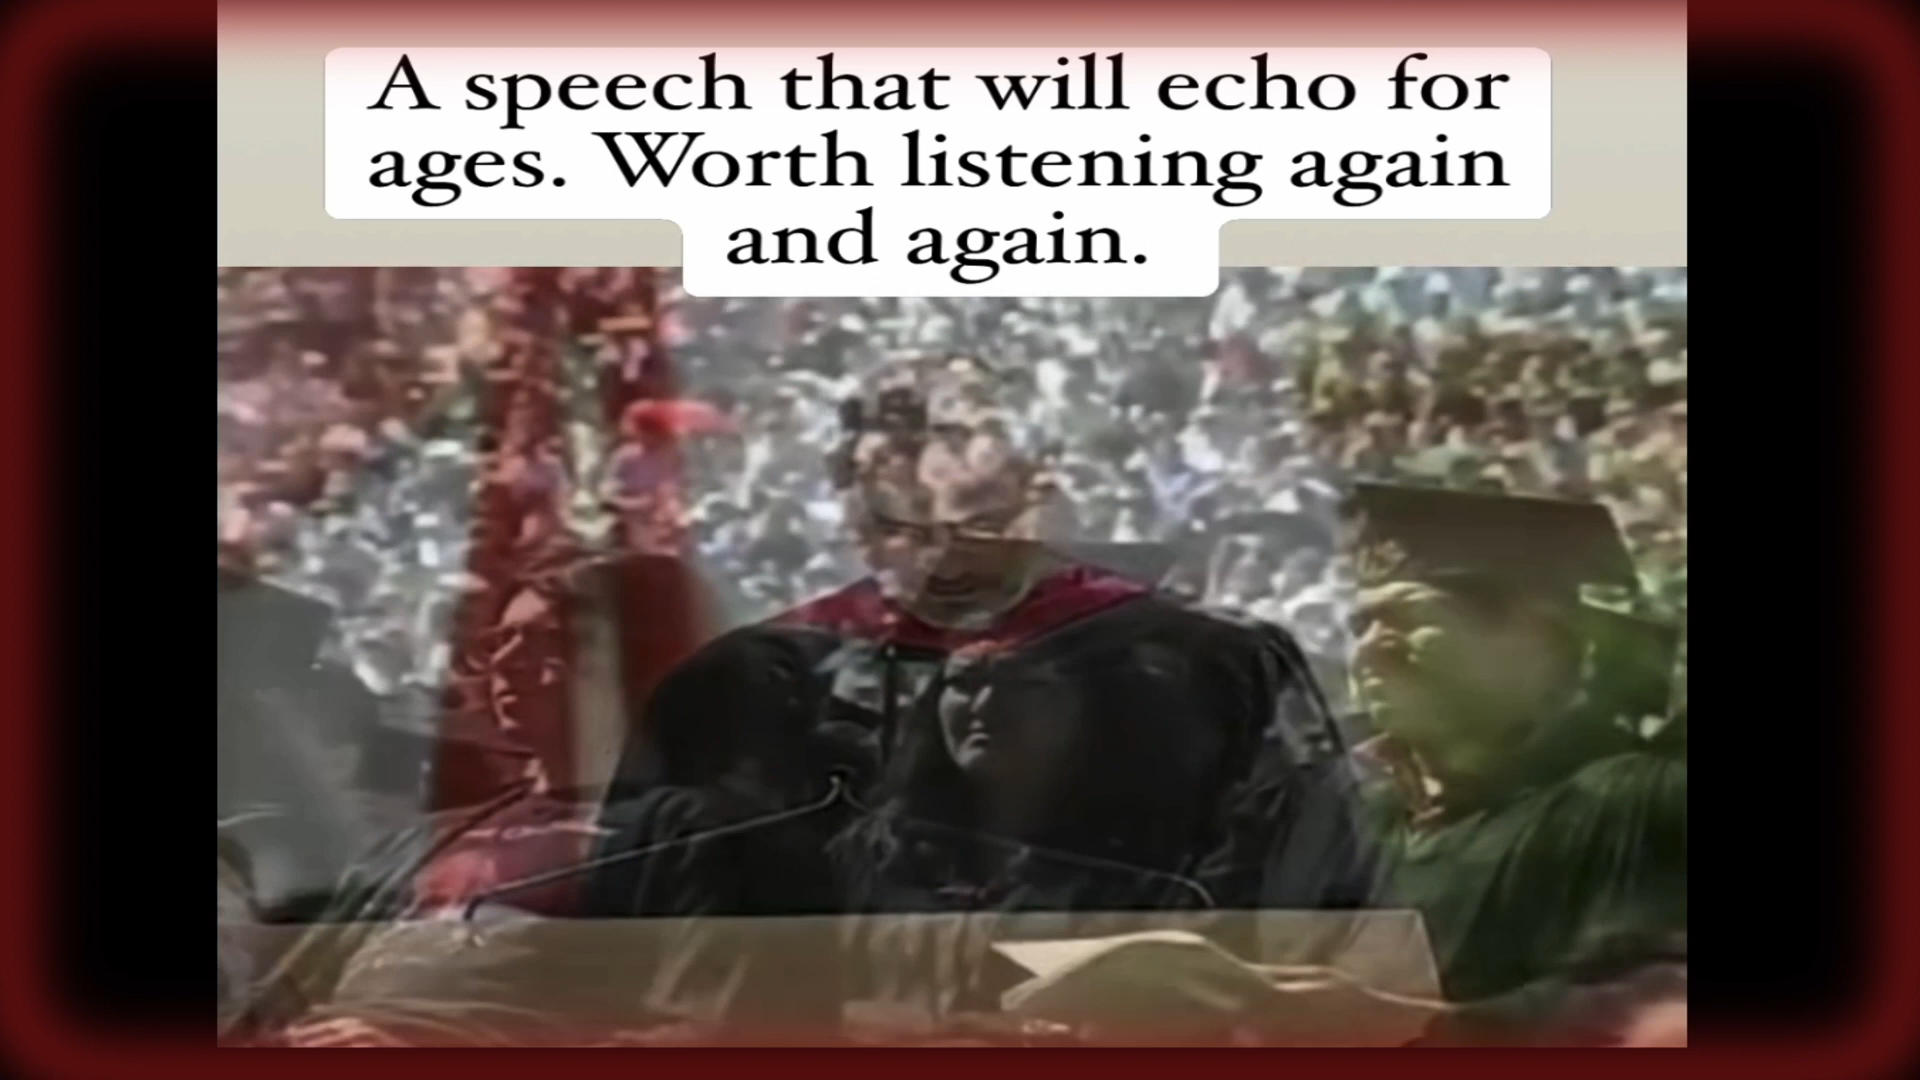 A speech that will echo for
ages. Worth listening again
and again.